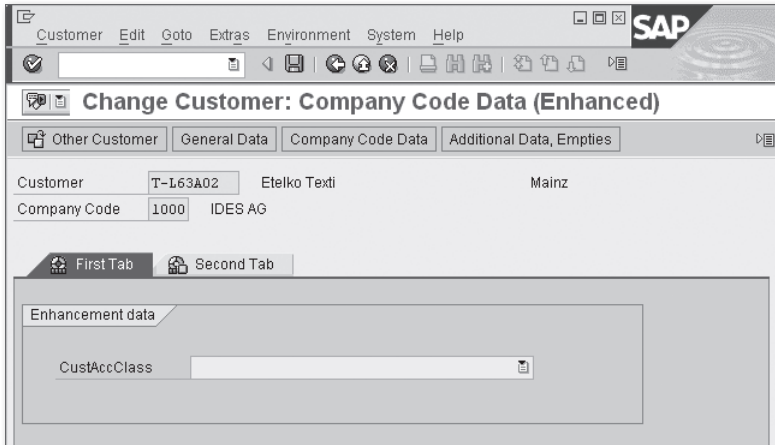 Customer Edit Goto Extras Environment System Help
SAP
Change Customer: Company Code Data (Enhanced)
Other Customer General Data Company Code Data Additional Data, Empties
Customer T-L63A02 Etelko Texti Mainz
Company Code 1000 IDES AG
First Tab Second Tab
Enhancement data
CustAccClass